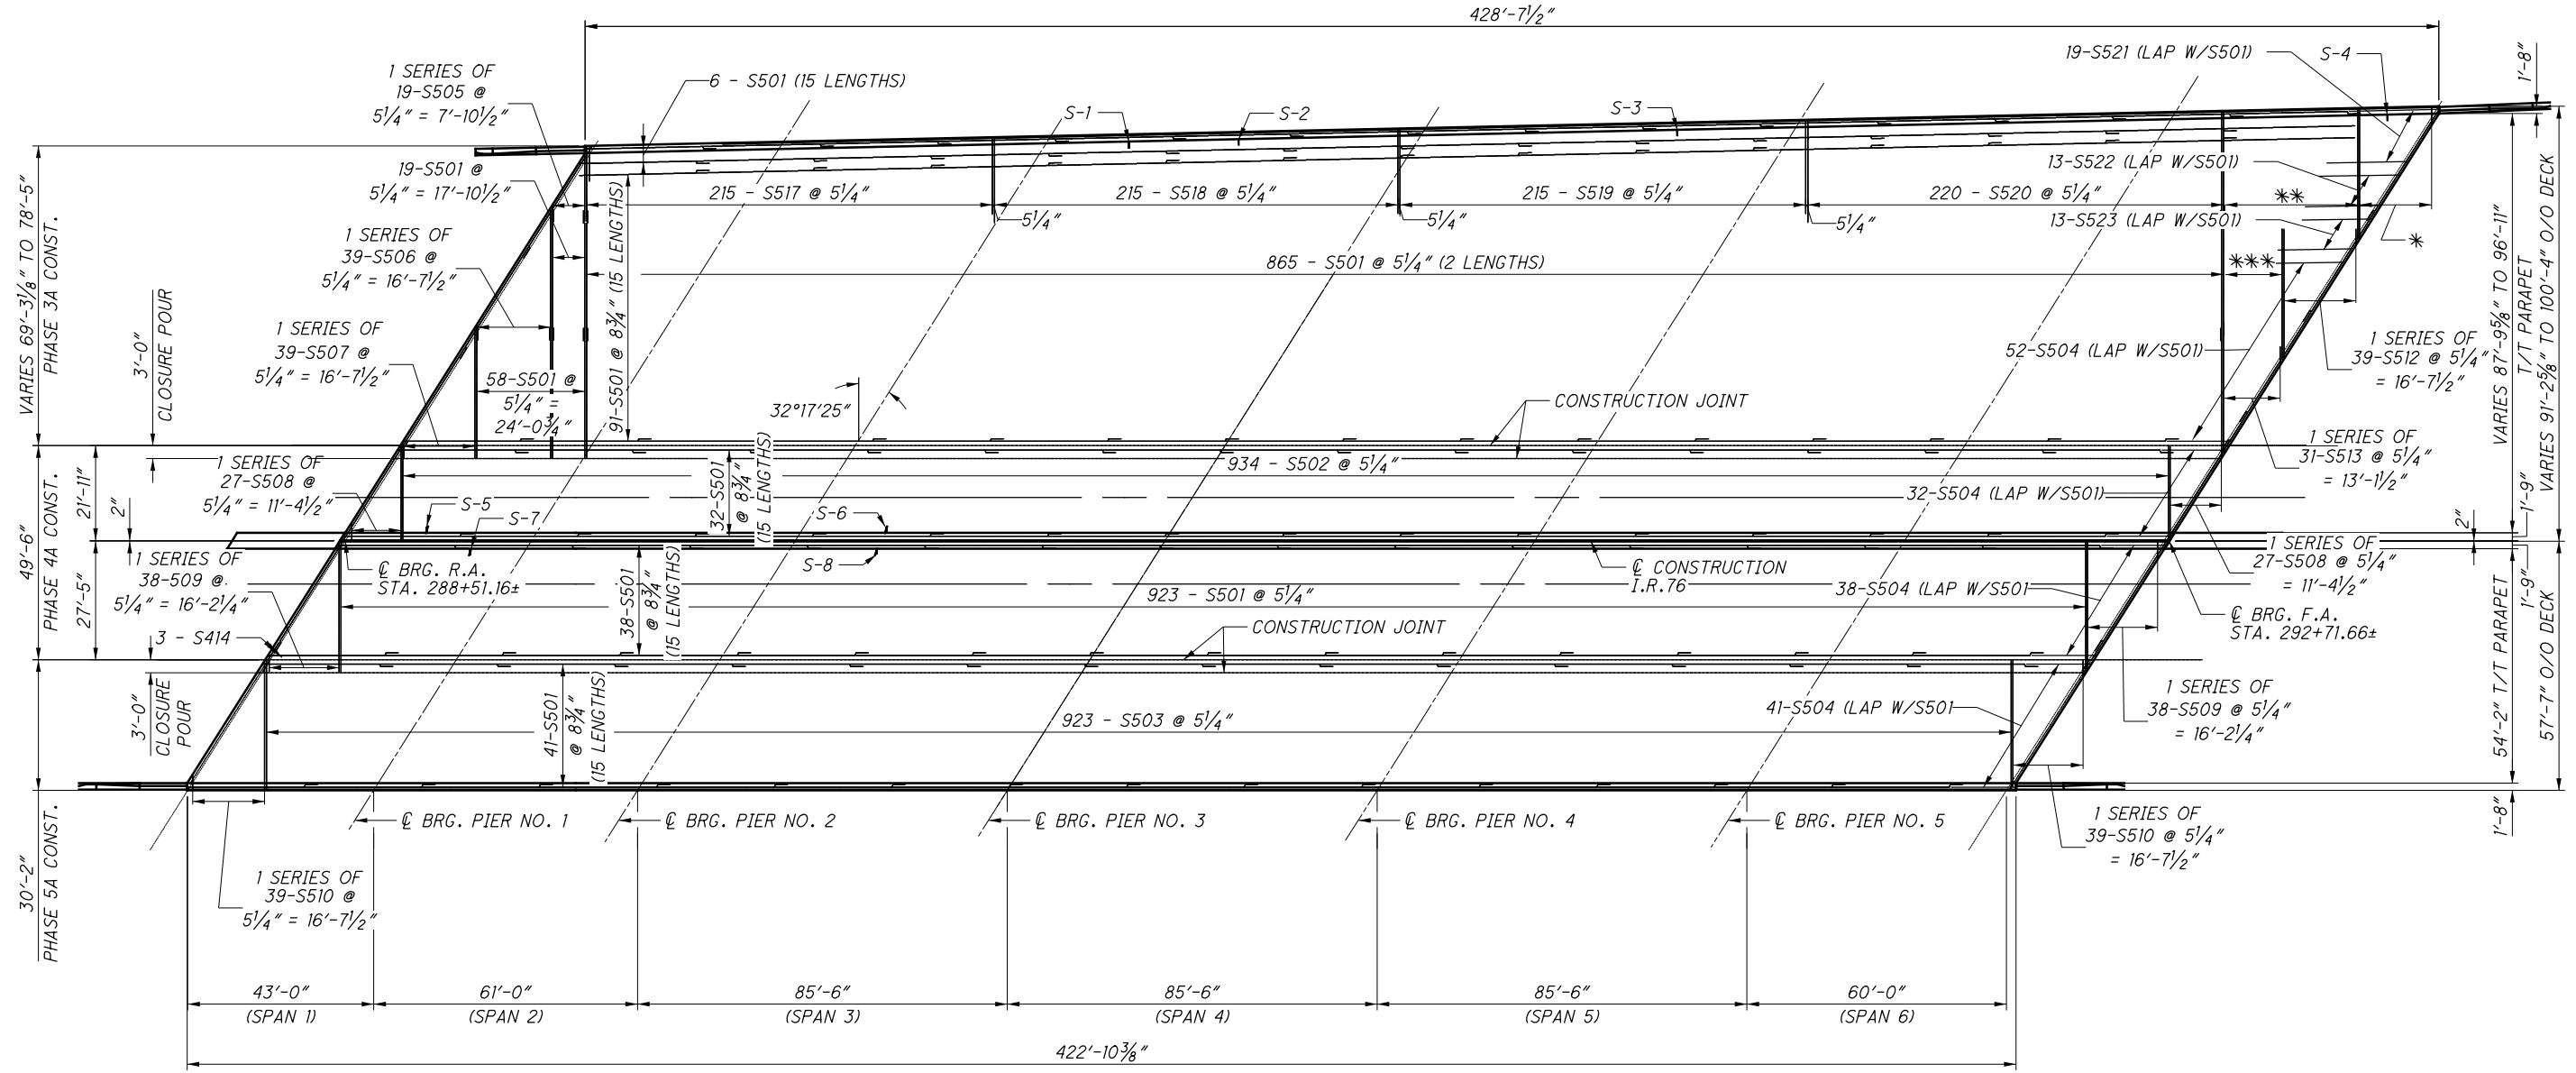 428'-7½"
1 SERIES OF
19-S505 @
5¼" = 7'-10½"
6 - S501 (15 LENGTHS)
S-1
S-2
S-3
19-S521 (LAP W/S501)
S-4
1'-8"
19-S501 @
5¼" = 17'-10½"
215 - S517 @ 5¼"
215 - S518 @ 5¼"
215 - S519 @ 5¼"
220 - S520 @ 5¼"
13-S522 (LAP W/S501)
**
13-S523 (LAP W/S501)
5¼"
5¼"
5¼"
*
1 SERIES OF
39-S506 @
5¼" = 16'-7½"
865 - S501 @ 5¼" (2 LENGTHS)
***
VARIES 69'-3⅛" TO 78'-5"
PHASE 3A CONST.
3'-0"
CLOSURE POUR
1 SERIES OF
39-S507 @
5¼" = 16'-7½"
58-S501 @
5¼" =
24'-0¾"
91-S501 @ 8¾" (15 LENGTHS)
32°17'25"
CONSTRUCTION JOINT
52-S504 (LAP W/S501)
1 SERIES OF
39-S512 @ 5¼"
= 16'-7½"
VARIES 87'-9⅝" TO 96'-11"
T/T PARAPET
VARIES 91'-2⅝" TO 100'-4" O/O DECK
1 SERIES OF
27-S508 @
5¼" = 11'-4½"
934 - S502 @ 5¼"
32-S501
@ 8¾"
(15 LENGTHS)
32-S504 (LAP W/S501)
1 SERIES OF
31-S513 @ 5¼"
= 13'-1½"
49'-6"
PHASE 4A CONST.
21'-11"
2"
27'-5"
S-5
S-7
S-6
S-8
1'-9"
2"
1'-9"
1 SERIES OF
38-509 @
5¼" = 16'-2¼"
℄ BRG. R.A.
STA. 288+51.16±
℄ CONSTRUCTION
I.R.76
1 SERIES OF
27-S508 @ 5¼"
= 11'-4½"
923 - S501 @ 5¼"
38-S501
@ 8¾"
(15 LENGTHS)
38-S504 (LAP W/S501
℄ BRG. F.A.
STA. 292+71.66±
3 - S414
CONSTRUCTION JOINT
54'-2" T/T PARAPET
57'-7" O/O DECK
3'-0"
CLOSURE
POUR
923 - S503 @ 5¼"
41-S501
@ 8¾"
(15 LENGTHS)
41-S504 (LAP W/S501
1 SERIES OF
38-S509 @ 5¼"
= 16'-2¼"
30'-2"
PHASE 5A CONST.
℄ BRG. PIER NO. 1
℄ BRG. PIER NO. 2
℄ BRG. PIER NO. 3
℄ BRG. PIER NO. 4
℄ BRG. PIER NO. 5
1 SERIES OF
39-S510 @ 5¼"
= 16'-7½"
1'-8"
1 SERIES OF
39-S510 @
5¼" = 16'-7½"
43'-0"
(SPAN 1)
61'-0"
(SPAN 2)
85'-6"
(SPAN 3)
85'-6"
(SPAN 4)
85'-6"
(SPAN 5)
60'-0"
(SPAN 6)
422'-10⅜"